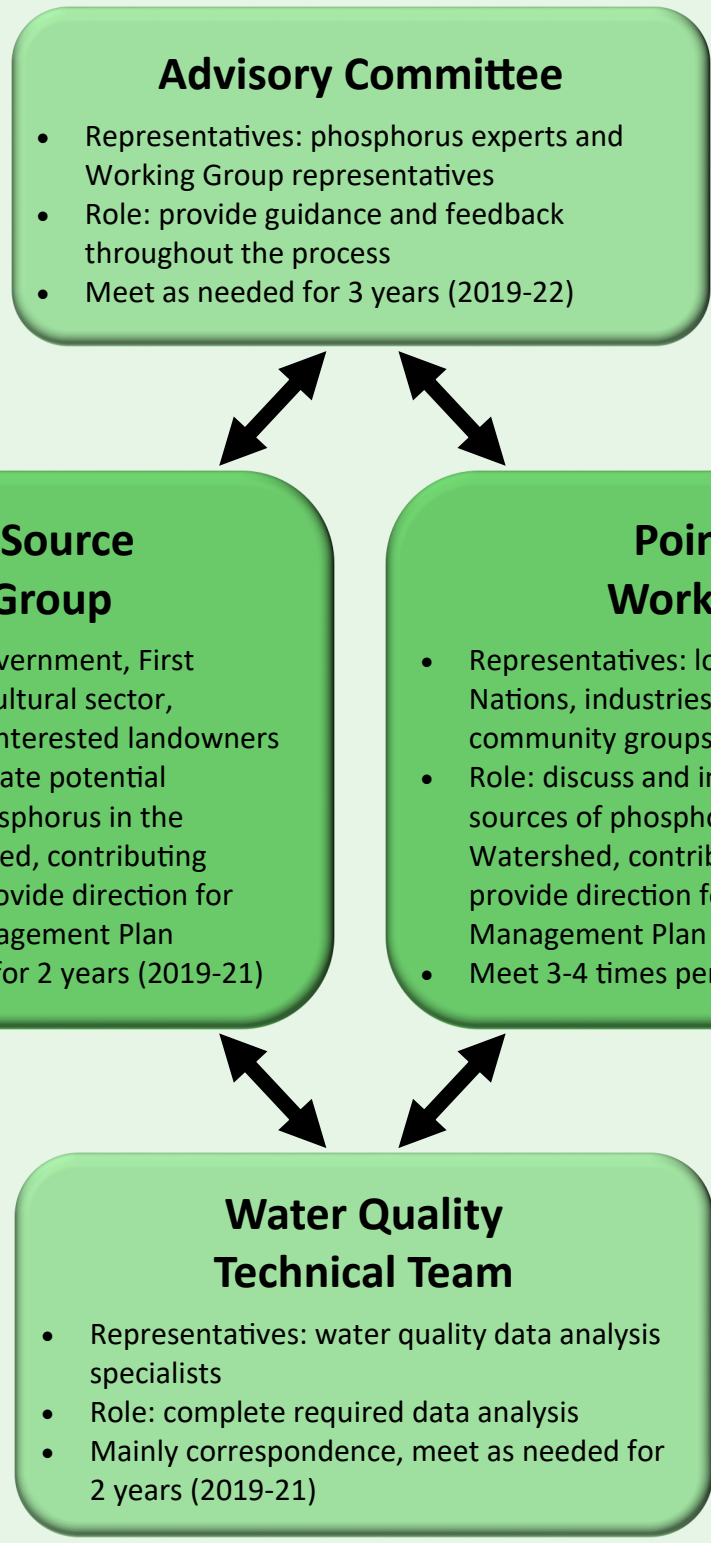 Advisory Committee
• Representatives: phosphorus experts and
Working Group representatives
• Role: provide guidance and feedback
throughout the process
• Meet as needed for 3 years (2019-22)
Source
Group
vernment, First
ultural sector,
nterested landowners
ate potential
sphorus in the
ed, contributing
ovide direction for
agement Plan
for 2 years (2019-21)
Poin
Work
• Representatives: lo
Nations, industries
community groups
• Role: discuss and in
sources of phospho
Watershed, contrib
provide direction fo
Management Plan
• Meet 3-4 times per
Water Quality
Technical Team
• Representatives: water quality data analysis
specialists
• Role: complete required data analysis
• Mainly correspondence, meet as needed for
2 years (2019-21)